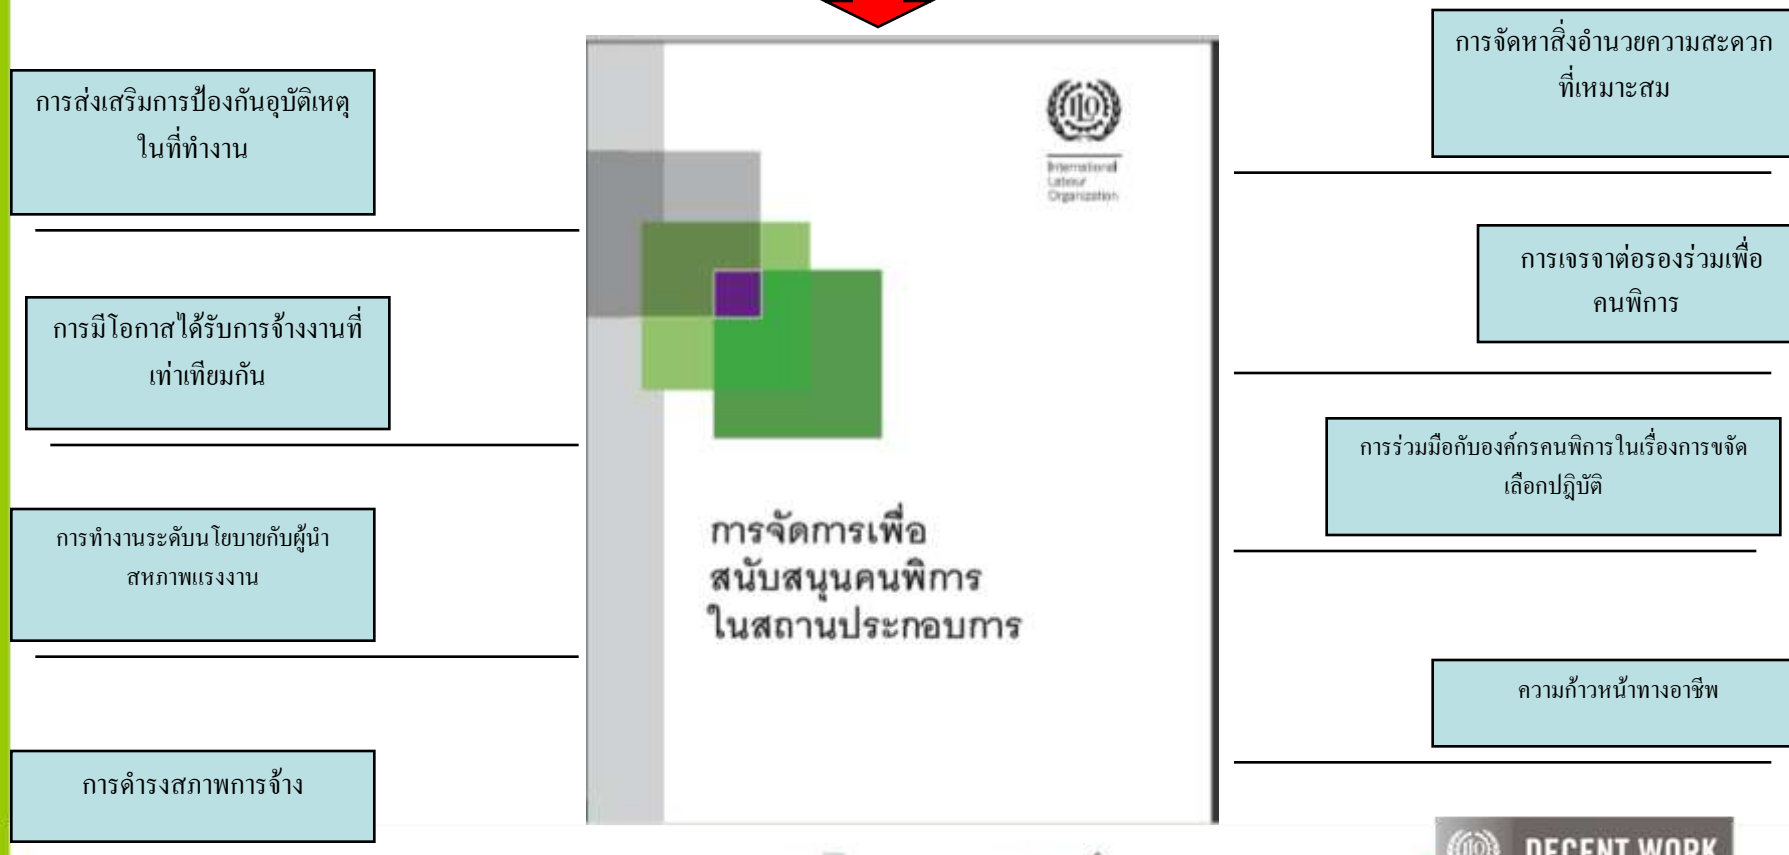 การส่งเสริมการป้องกันอุบัติเหตุ
ในที่ทำงาน
การมีโอกาสได้รับการจ้างงานที่
เท่าเทียมกัน
การทำงานระดับนโยบายกับผู้นำ
สหภาพแรงงาน
การดำรงสภาพการจ้าง
ILO
International
Labour
Organization
การจัดการเพื่อ
สนับสนุนคนพิการ
ในสถานประกอบการ
การจัดหาสิ่งอำนวยความสะดวก
ที่เหมาะสม
การเจรจาต่อรองร่วมเพื่อ
คนพิการ
การร่วมมือกับองค์กรคนพิการในเรื่องการขจัด
เลือกปฎิบัติ
ความก้าวหน้าทางอาชีพ
DECENT WORK